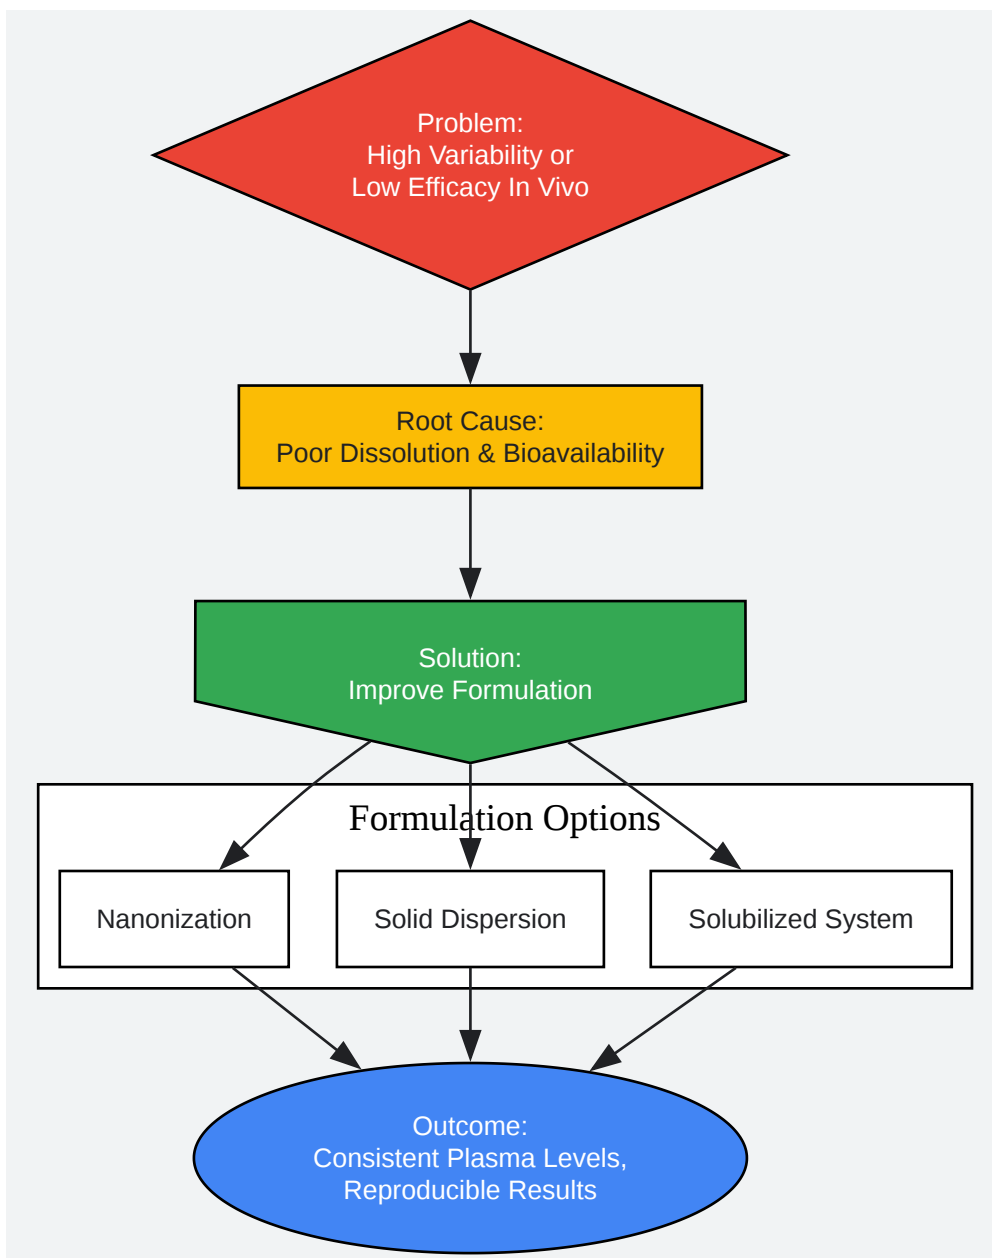 Problem:
High Variability or
Low Efficacy In Vivo
Root Cause:
Poor Dissolution & Bioavailability
Solution:
Improve Formulation
Formulation Options
Nanonization
Solid Dispersion
Solubilized System
Outcome:
Consistent Plasma Levels,
Reproducible Results